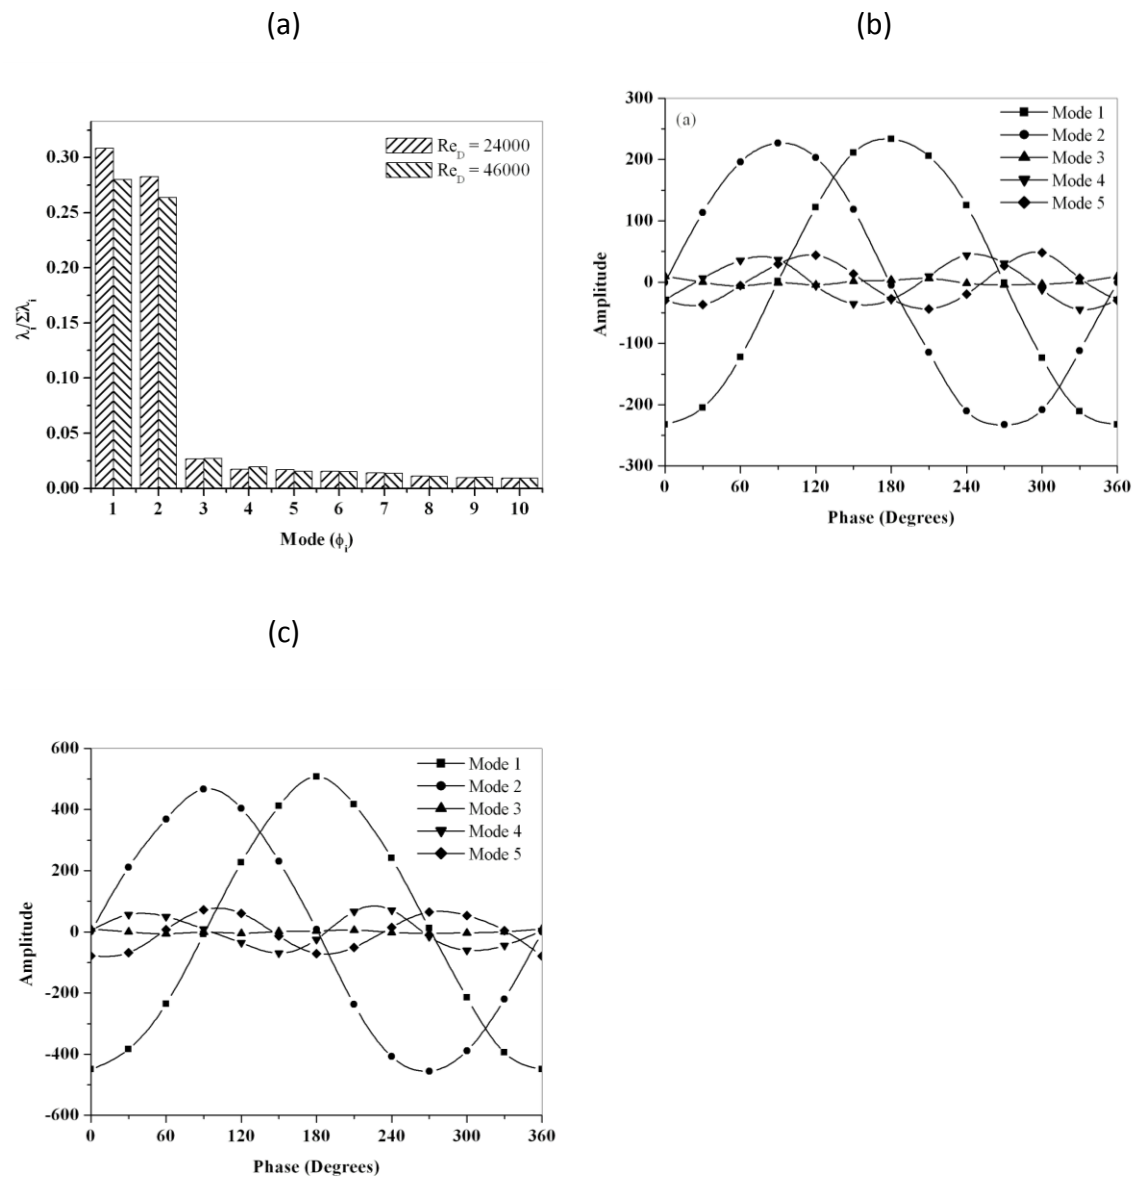 (a)
(b)
0.30
0.25
0.20
0.15
0.10
0.05
0.00
λi/Σλi
Re_D = 24000
Re_D = 46000
1 2 3 4 5 6 7 8 9 10
Mode (ϕi)
300
200
100
0
-100
-200
-300
Amplitude
(a)
Mode 1
Mode 2
Mode 3
Mode 4
Mode 5
0 60 120 180 240 300 360
Phase (Degrees)
(c)
600
400
200
0
-200
-400
-600
Amplitude
Mode 1
Mode 2
Mode 3
Mode 4
Mode 5
0 60 120 180 240 300 360
Phase (Degrees)